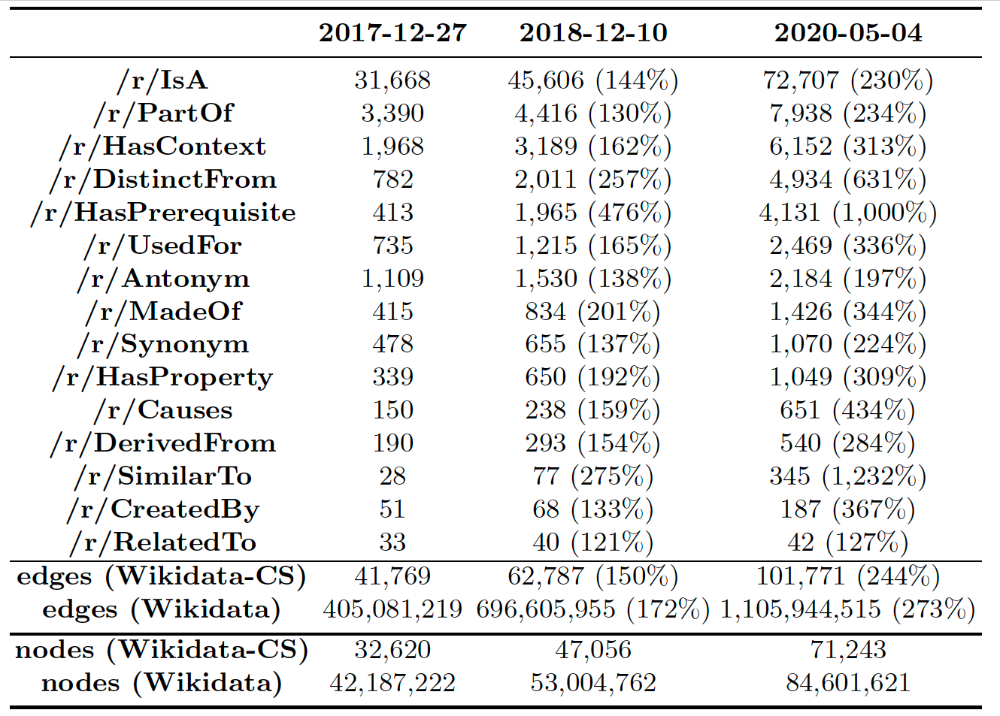 2017-12-27 2018-12-10 2020-05-04
/r/IsA 31,668 45,606 (144%) 72,707 (230%)
/r/PartOf 3,390 4,416 (130%) 7,938 (234%)
/r/HasContext 1,968 3,189 (162%) 6,152 (313%)
/r/DistinctFrom 782 2,011 (257%) 4,934 (631%)
/r/HasPrerequisite 413 1,965 (476%) 4,131 (1,000%)
/r/UsedFor 735 1,215 (165%) 2,469 (336%)
/r/Antonym 1,109 1,530 (138%) 2,184 (197%)
/r/MadeOf 415 834 (201%) 1,426 (344%)
/r/Synonym 478 655 (137%) 1,070 (224%)
/r/HasProperty 339 650 (192%) 1,049 (309%)
/r/Causes 150 238 (159%) 651 (434%)
/r/DerivedFrom 190 293 (154%) 540 (284%)
/r/SimilarTo 28 77 (275%) 345 (1,232%)
/r/CreatedBy 51 68 (133%) 187 (367%)
/r/RelatedTo 33 40 (121%) 42 (127%)
edges (Wikidata-CS) 41,769 62,787 (150%) 101,771 (244%)
edges (Wikidata) 405,081,219 696,605,955 (172%) 1,105,944,515 (273%)
nodes (Wikidata-CS) 32,620 47,056 71,243
nodes (Wikidata) 42,187,222 53,004,762 84,601,621